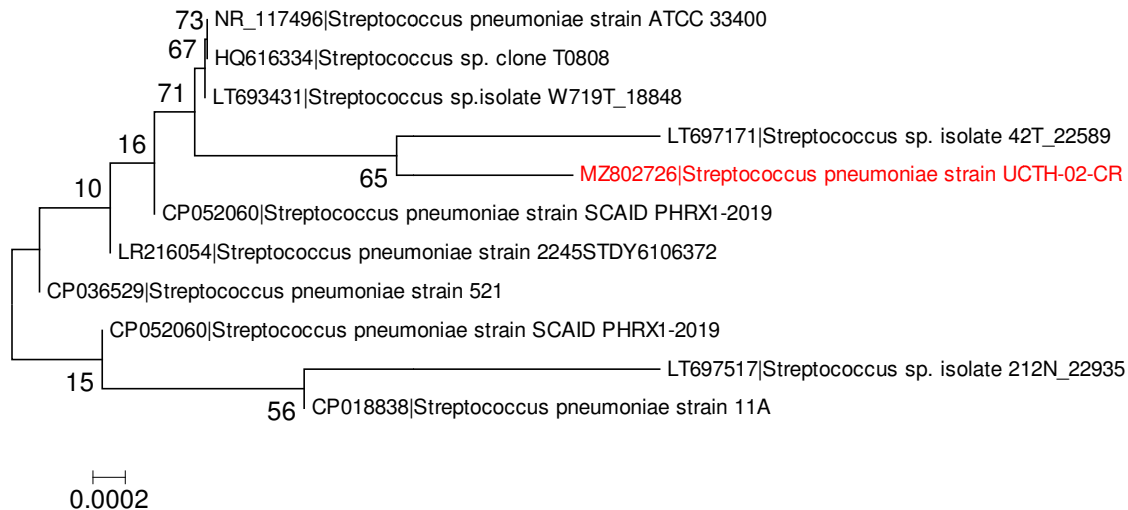 73
NR_117496|Streptococcus pneumoniae strain ATCC 33400
67
HQ616334|Streptococcus sp. clone T0808
71
LT693431|Streptococcus sp.isolate W719T_18848
16
LT697171|Streptococcus sp. isolate 42T_22589
65
MZ802726|Streptococcus pneumoniae strain UCTH-02-CR
10
CP052060|Streptococcus pneumoniae strain SCAID PHRX1-2019
LR216054|Streptococcus pneumoniae strain 2245STDY6106372
CP036529|Streptococcus pneumoniae strain 521
CP052060|Streptococcus pneumoniae strain SCAID PHRX1-2019
15
LT697517|Streptococcus sp. isolate 212N_22935
56
CP018838|Streptococcus pneumoniae strain 11A
0.0002